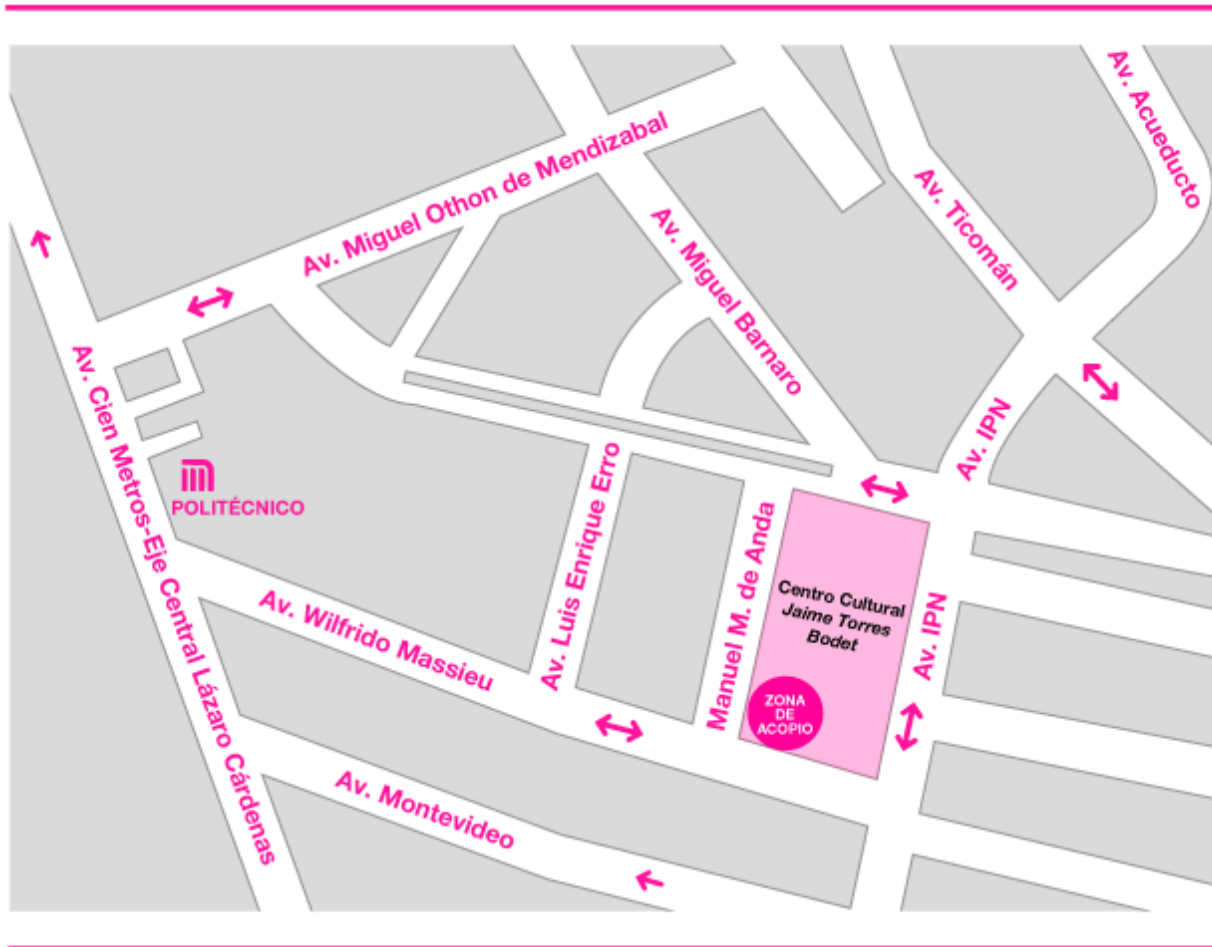 Av. Acueducto
Av. Miguel Othon de Mendizabal
Av. Ticomán
Av. Miguel Barnaro
Av. Cien Metros-Eje Central Lázaro Cárdenas
Av. IPN
POLITÉCNICO
Av. Luis Enrique Erro
Manuel M. de Anda
Centro Cultural
Jaime Torres
Bodet
Av. IPN
Av. Wilfrido Massieu
ZONA
DE
ACOPIO
Av. Montevideo